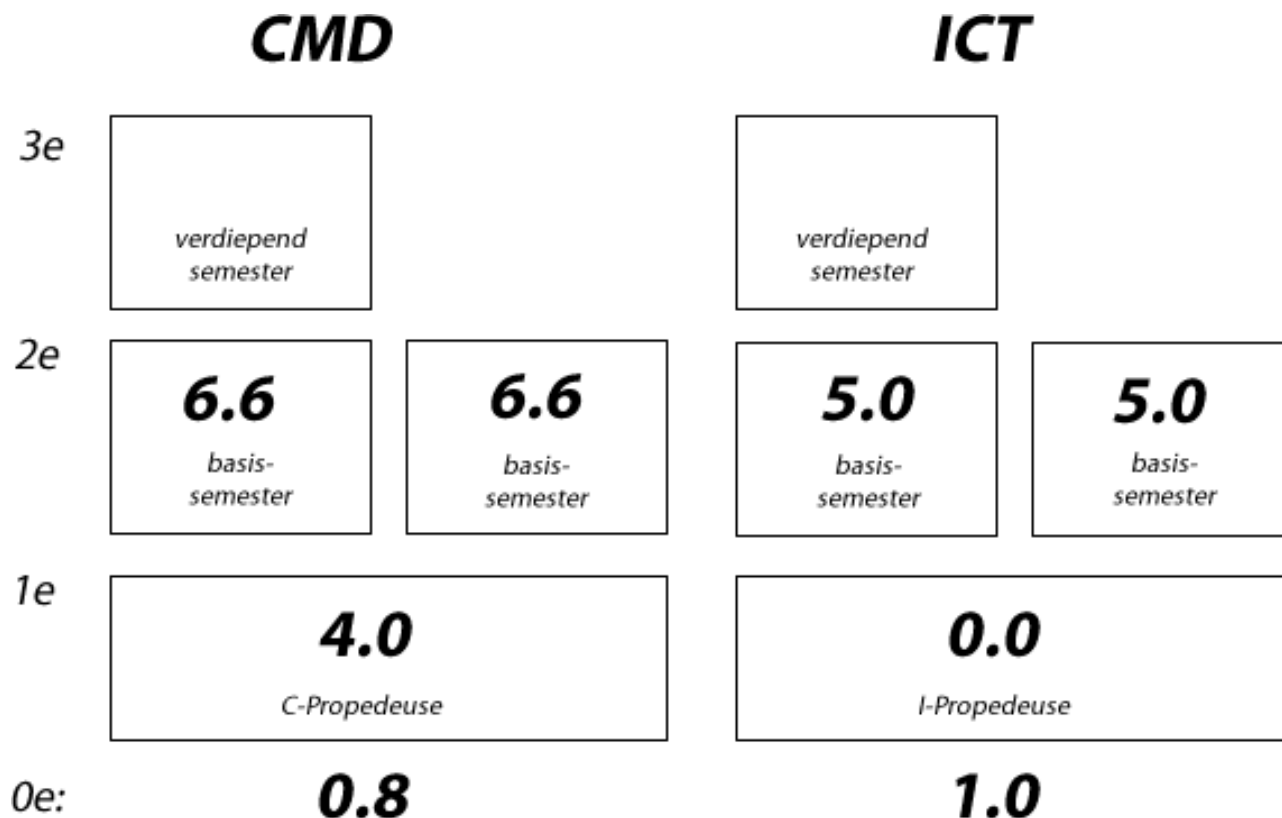 CMD
ICT
3e
verdiepend
semester
verdiepend
semester
2e
6.6
basis-
semester
6.6
basis-
semester
5.0
basis-
semester
5.0
basis-
semester
1e
4.0
C-Propedeuse
0.0
I-Propedeuse
0e:
0.8
1.0